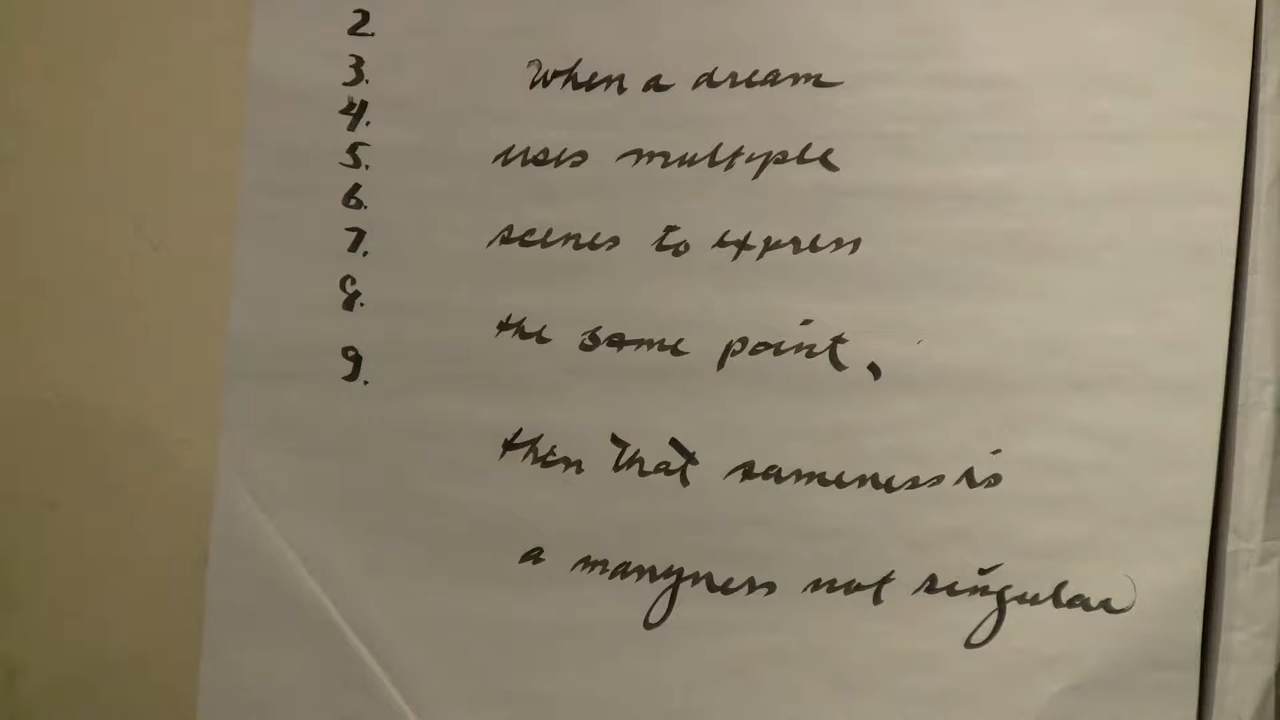 2.
3. When a dream
4.
5. uses multiple
6.
7. scenes to express
8.
the same point,
9.
then that sameness is
a manyness not singular